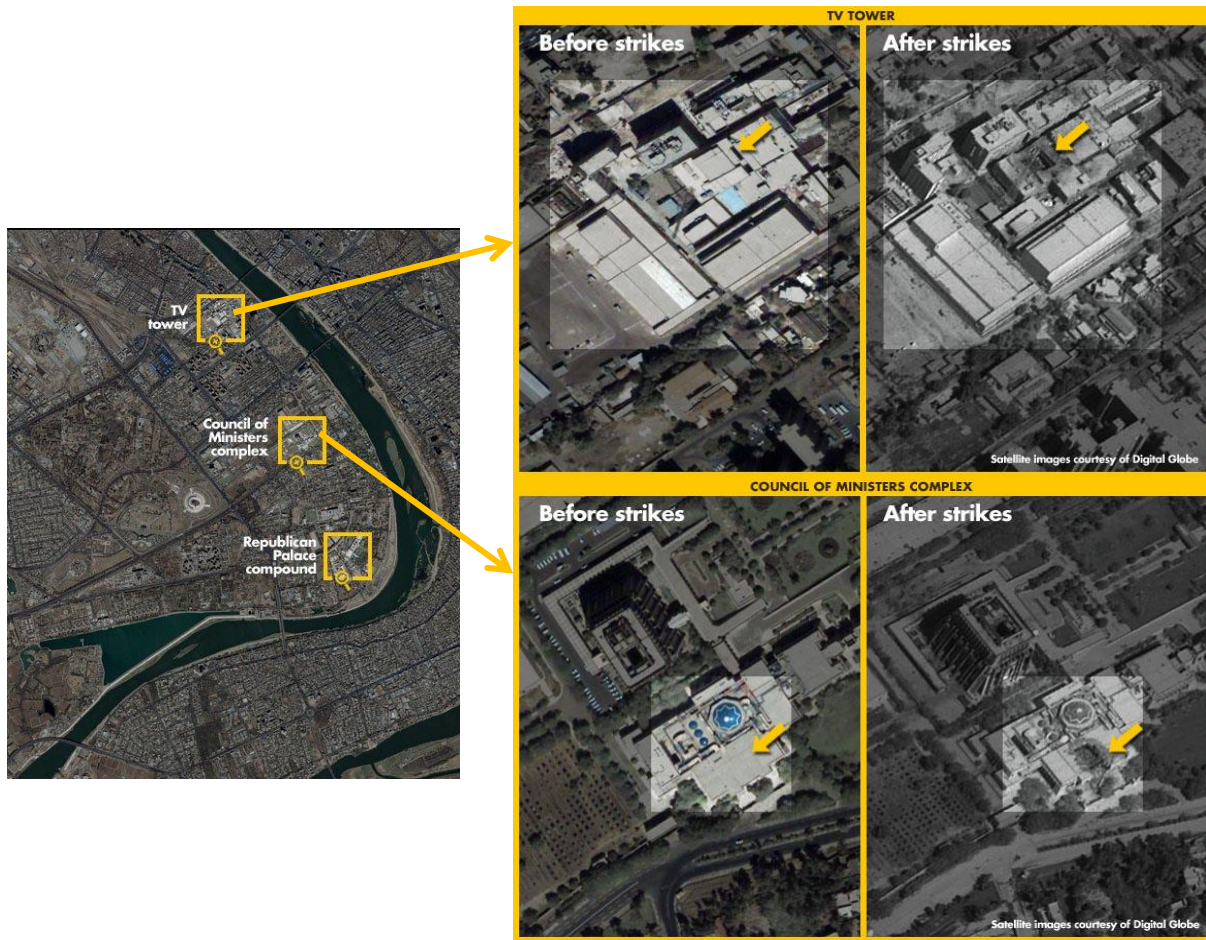 TV
tower
Council of
Ministers
complex
Republican
Palace
compound
TV TOWER
Before strikes
After strikes
Satellite images courtesy of Digital Globe
COUNCIL OF MINISTERS COMPLEX
Before strikes
After strikes
Satellite images courtesy of Digital Globe